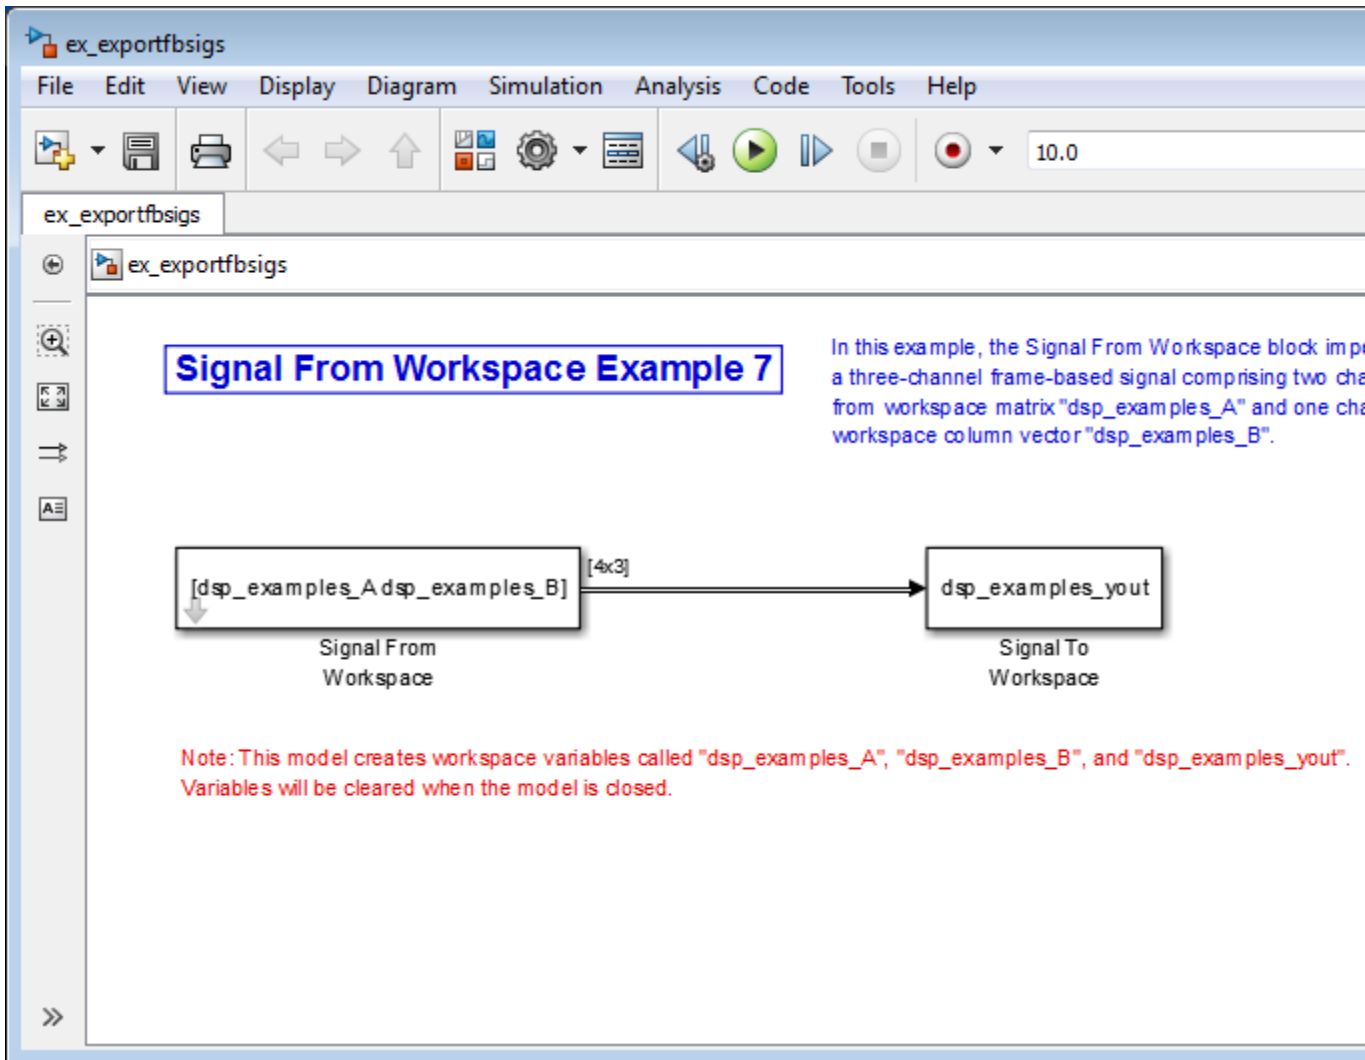 ex_exportfbsigs
File Edit View Display Diagram Simulation Analysis Code Tools Help
10.0
ex_exportfbsigs
ex_exportfbsigs
Signal From Workspace Example 7
In this example, the Signal From Workspace block
a three-channel frame-based signal comprising two
from workspace matrix "dsp_examples_A" and one
workspace column vector "dsp_examples_B".
[dsp_examples_A dsp_examples_B]
[4x3]
dsp_examples_yout
Signal From
Workspace
Signal To
Workspace
Note: This model creates workspace variables called "dsp_examples_A", "dsp_examples_B", and "dsp_examples_yout".
Variables will be cleared when the model is closed.